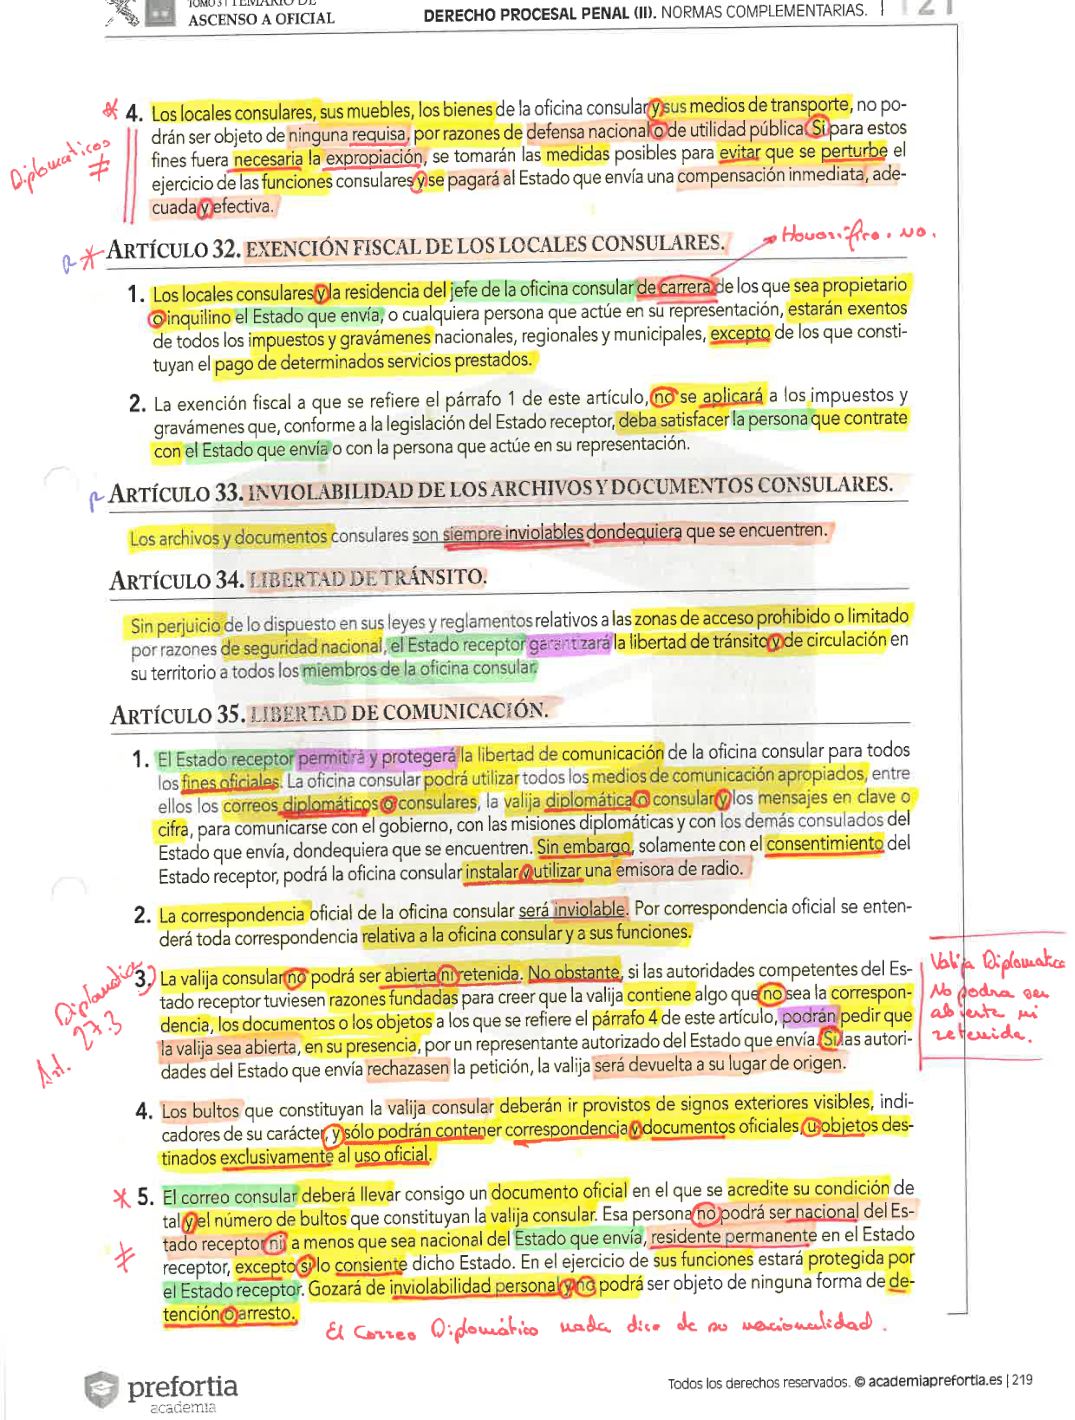 TOMO 3 | TEMARIO DE
ASCENSO A OFICIAL
DERECHO PROCESAL PENAL (II). NORMAS COMPLEMENTARIAS. | 121
* 4. Los locales consulares, sus muebles, los bienes de la oficina consular y sus medios de transporte, no po-
drán ser objeto de ninguna requisa, por razones de defensa nacional o de utilidad pública. Si para estos
fines fuera necesaria la expropiación, se tomarán las medidas posibles para evitar que se perturbe el
ejercicio de las funciones consulares y se pagará al Estado que envía una compensación inmediata, ade-
cuada y efectiva.
Diplomaticos
≠
ARTÍCULO 32. EXENCIÓN FISCAL DE LOS LOCALES CONSULARES.
Honorífico. no.
1. Los locales consulares y la residencia del jefe de la oficina consular de carrera de los que sea propietario
o inquilino el Estado que envía, o cualquiera persona que actúe en su representación, estarán exentos
de todos los impuestos y gravámenes nacionales, regionales y municipales, excepto de los que consti-
tuyan el pago de determinados servicios prestados.
2. La exención fiscal a que se refiere el párrafo 1 de este artículo, no se aplicará a los impuestos y
gravámenes que, conforme a la legislación del Estado receptor, deba satisfacer la persona que contrate
con el Estado que envía o con la persona que actúe en su representación.
ARTÍCULO 33. INVIOLABILIDAD DE LOS ARCHIVOS Y DOCUMENTOS CONSULARES.
Los archivos y documentos consulares son siempre inviolables dondequiera que se encuentren.
ARTÍCULO 34. LIBERTAD DE TRÁNSITO.
Sin perjuicio de lo dispuesto en sus leyes y reglamentos relativos a las zonas de acceso prohibido o limitado
por razones de seguridad nacional, el Estado receptor garantizará la libertad de tránsito y de circulación en
su territorio a todos los miembros de la oficina consular.
ARTÍCULO 35. LIBERTAD DE COMUNICACIÓN.
1. El Estado receptor permitirá y protegerá la libertad de comunicación de la oficina consular para todos
los fines oficiales. La oficina consular podrá utilizar todos los medios de comunicación apropiados, entre
ellos los correos diplomáticos o consulares, la valija diplomática o consular y los mensajes en clave o
cifra, para comunicarse con el gobierno, con las misiones diplomáticas y con los demás consulados del
Estado que envía, dondequiera que se encuentren. Sin embargo, solamente con el consentimiento del
Estado receptor, podrá la oficina consular instalar y utilizar una emisora de radio.
2. La correspondencia oficial de la oficina consular será inviolable. Por correspondencia oficial se enten-
derá toda correspondencia relativa a la oficina consular y a sus funciones.
3. La valija consular no podrá ser abierta ni retenida. No obstante, si las autoridades competentes del Es-
tado receptor tuviesen razones fundadas para creer que la valija contiene algo que no sea la correspon-
dencia, los documentos o los objetos a los que se refiere el párrafo 4 de este artículo, podrán pedir que
la valija sea abierta, en su presencia, por un representante autorizado del Estado que envía. Si las autori-
dades del Estado que envía rechazasen la petición, la valija será devuelta a su lugar de origen.
Diplomática
Art. 27.3
Valija Diplomatica
No podra ser
abierta ni
retenida.
4. Los bultos que constituyan la valija consular deberán ir provistos de signos exteriores visibles, indi-
cadores de su carácter, y sólo podrán contener correspondencia y documentos oficiales, u objetos des-
tinados exclusivamente al uso oficial.
* 5. El correo consular deberá llevar consigo un documento oficial en el que se acredite su condición de
tal y el número de bultos que constituyan la valija consular. Esa persona no podrá ser nacional del Es-
tado receptor ni a menos que sea nacional del Estado que envía, residente permanente en el Estado
receptor, excepto si lo consiente dicho Estado. En el ejercicio de sus funciones estará protegida por
el Estado receptor. Gozará de inviolabilidad personal y no podrá ser objeto de ninguna forma de de-
tención o arresto.
≠
El Correo Diplomático nada dice de su nacionalidad.
prefortia
academia
Todos los derechos reservados. © academiaprefortia.es | 219